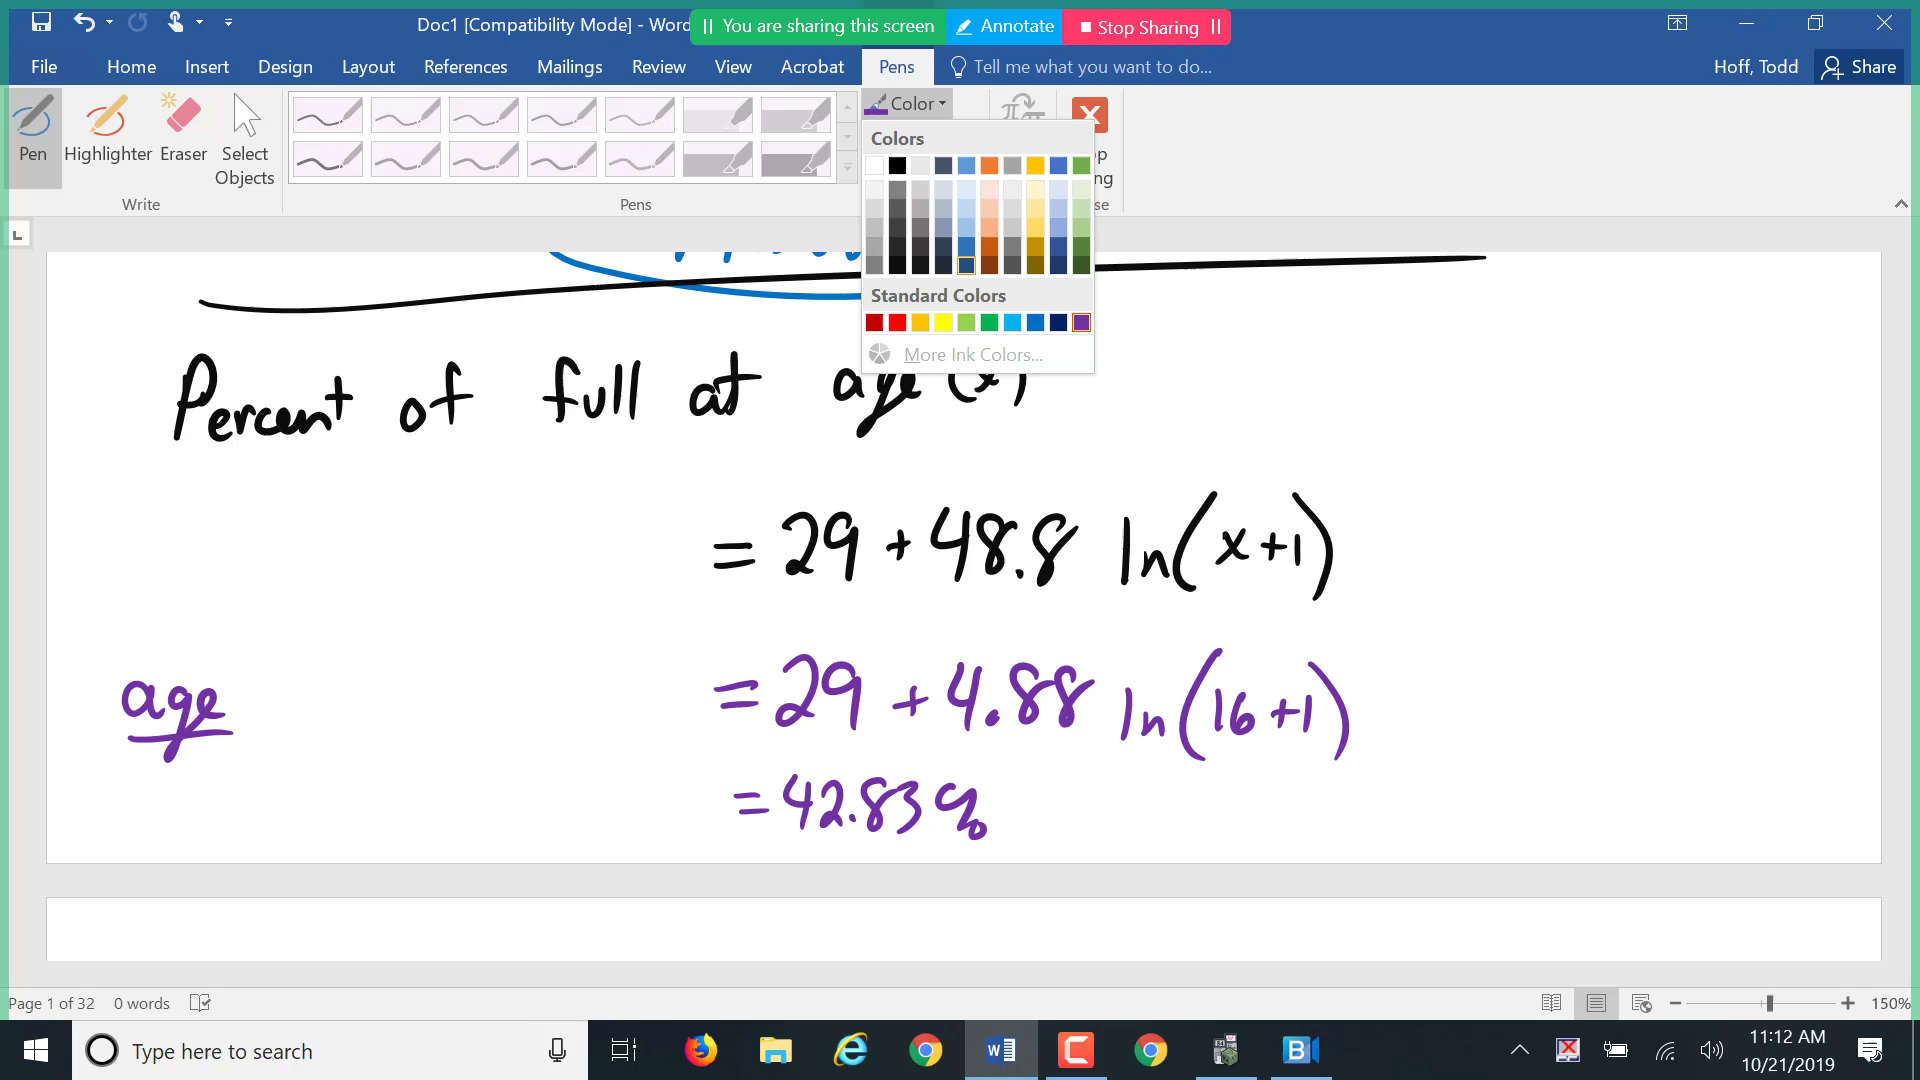 Doc1 [Compatibility Mode] - Word
You are sharing this screen
Annotate
Stop Sharing
File Home Insert Design Layout References Mailings Review View Acrobat Pens Tell me what you want to do... Hoff, Todd Share
Pen Highlighter Eraser Select Objects
Color
Write
Pens
Colors
Standard Colors
More Ink Colors...
Percent of full at age (x)
= 29 + 48.8 ln(x+1)
age
= 29 + 4.88 ln(16+1)
= 42.83%
Page 1 of 32 0 words 150%
Type here to search
11:12 AM
10/21/2019